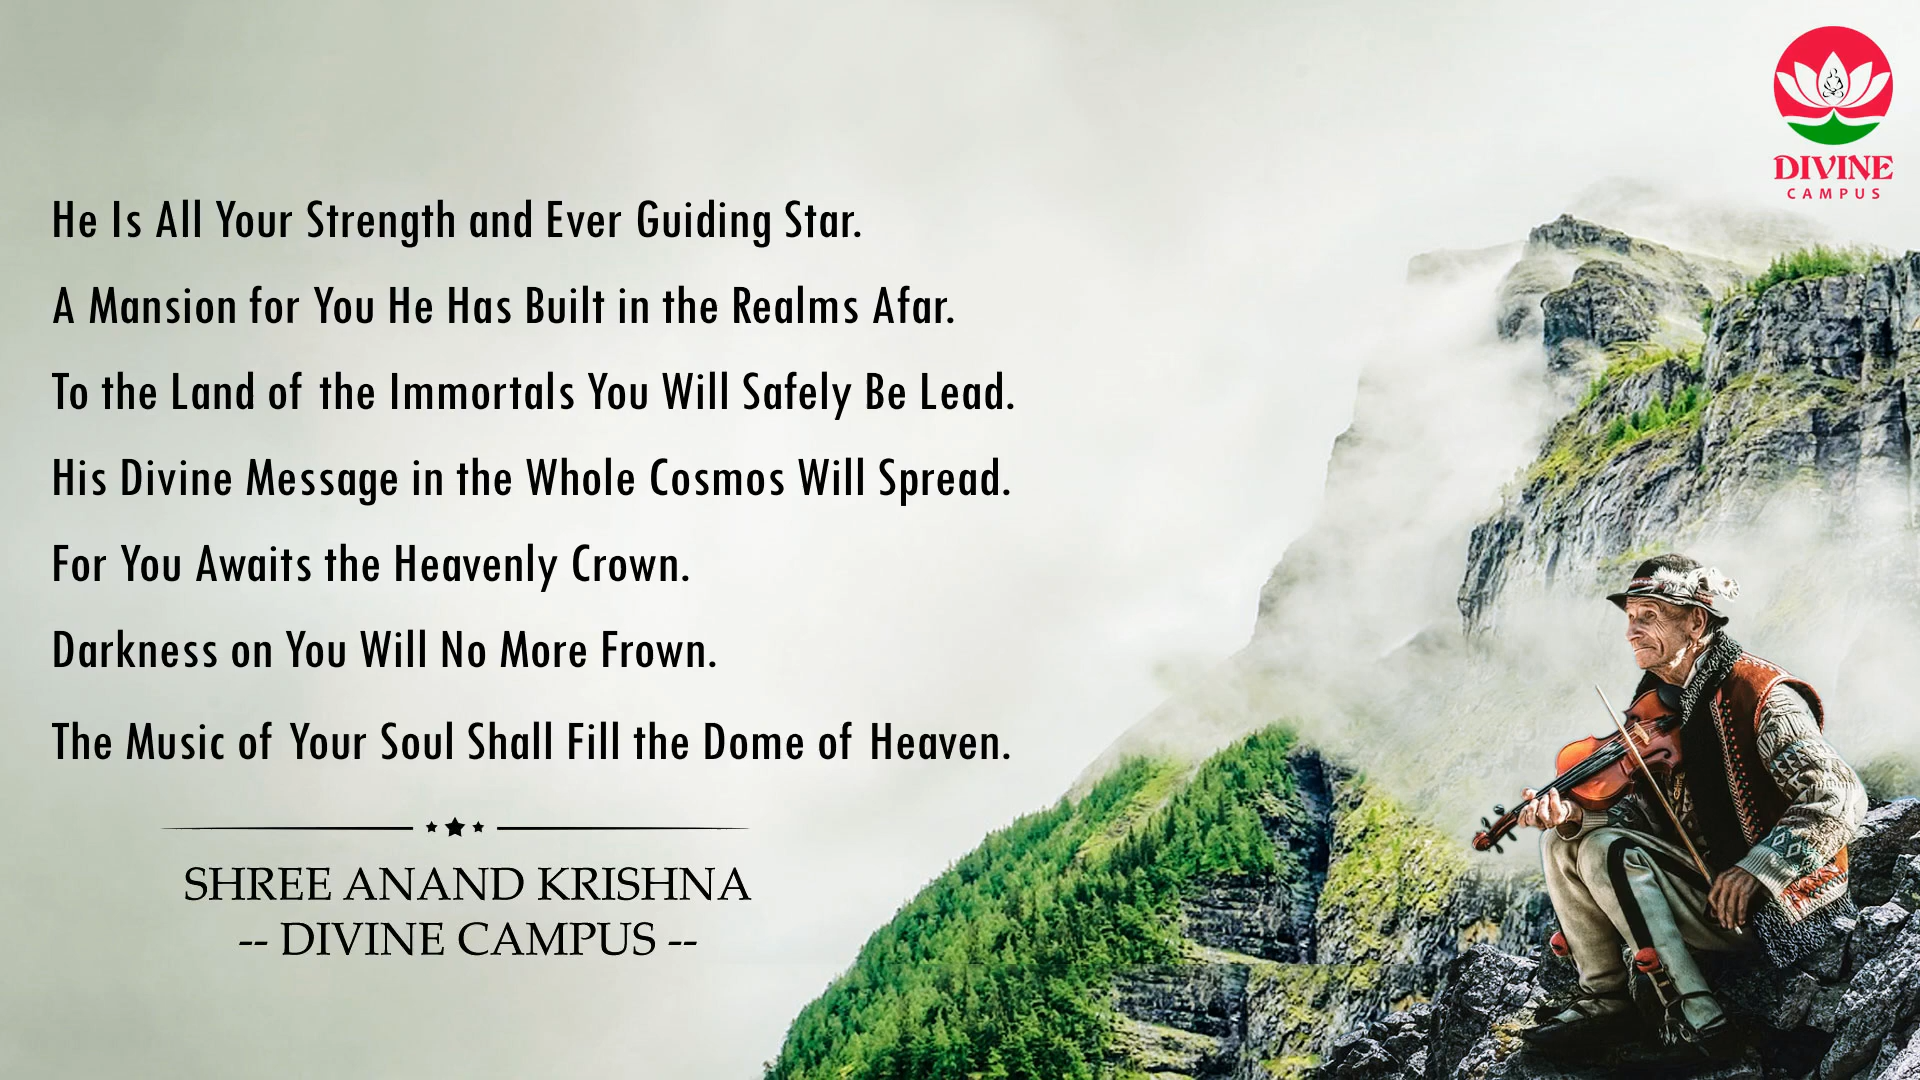 DIVINE
CAMPUS
He Is All Your Strength and Ever Guiding Star.
A Mansion for You He Has Built in the Realms Afar.
To the Land of the Immortals You Will Safely Be Lead.
His Divine Message in the Whole Cosmos Will Spread.
For You Awaits the Heavenly Crown.
Darkness on You Will No More Frown.
The Music of Your Soul Shall Fill the Dome of Heaven.
SHREE ANAND KRISHNA
-- DIVINE CAMPUS --